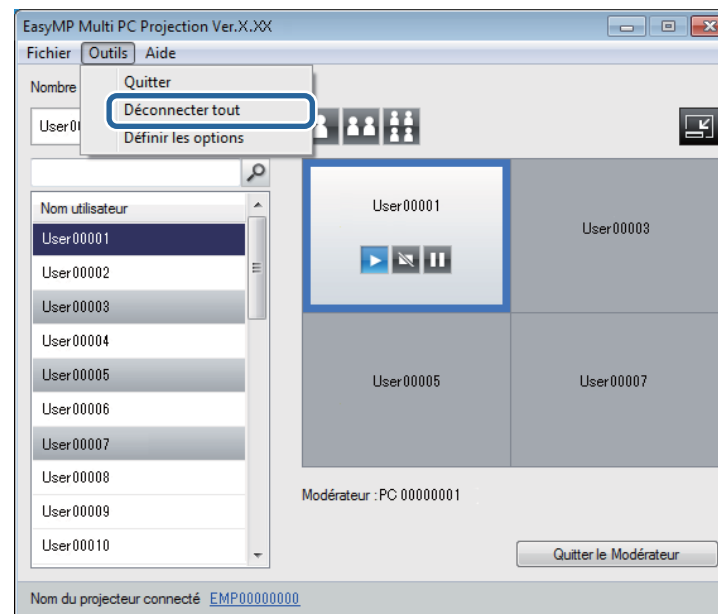 EasyMP Multi PC Projection Ver.X.XX
Fichier Outils Aide
Nombre
Quitter
Déconnecter tout
Définir les options
Nom utilisateur
User00001
User00002
User00003
User00004
User00005
User00006
User00007
User00008
User00009
User00010
User00001
User00003
User00005
User00007
Modérateur :PC 00000001
Quitter le Modérateur
Nom du projecteur connecté EMP00000000